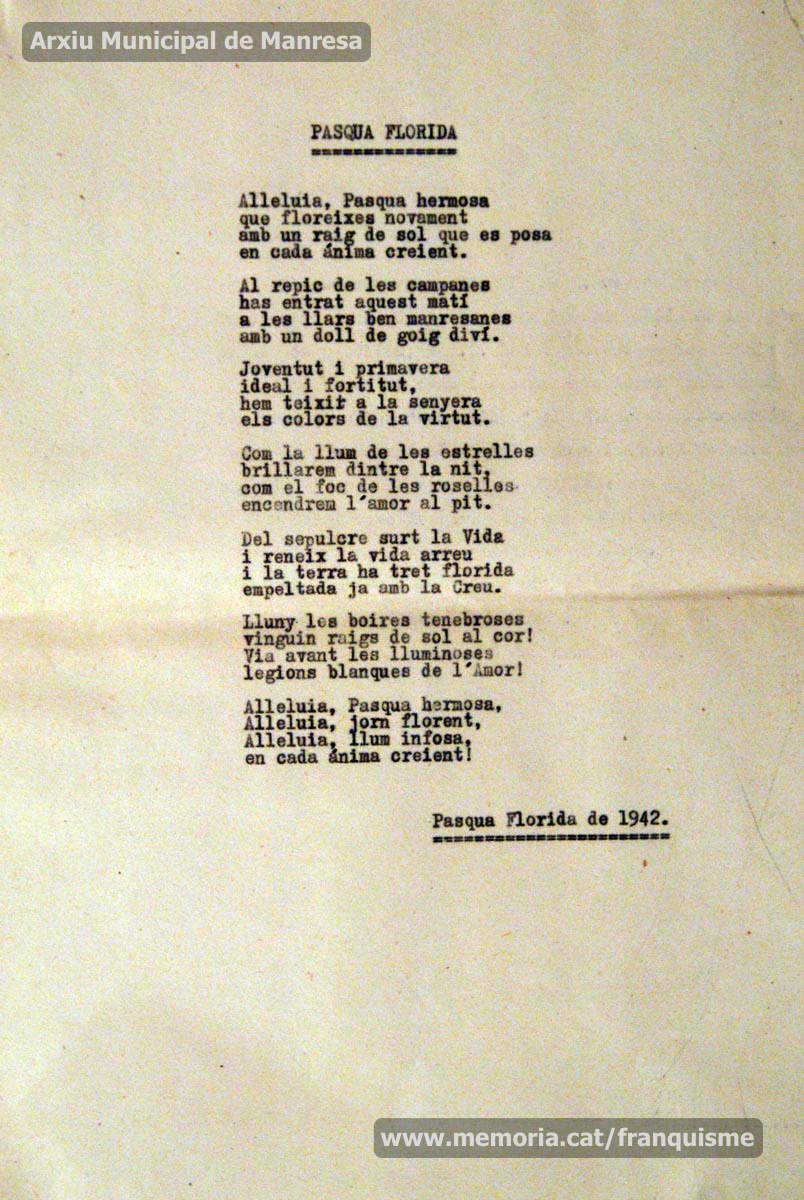 Arxiu Municipal de Manresa
PASQUA FLORIDA
Alleluia, Pasqua hermosa
que floreixes novament
amb un raig de sol que es posa
en cada ánima creient.
Al repic de les campanes
has entrat aquest matí
a les llars ben manresanes
amb un doll de goig diví.
Joventut i primavera
ideal i fortitut,
hem teixit a la senyera
els colors de la virtut.
Com la llum de les estrelles
brillarem dintre la nit,
com el foc de les roselles
encendrem l'amor al pit.
Del sepulcre surt la Vida
i reneix la vida arreu
i la terra ha tret florida
empeltada ja amb la Creu.
Lluny les boires tenebroses
vinguin raigs de sol al cor!
Via avant les lluminoses
legions blanques de l'Amor!
Alleluia, Pasqua hermosa,
Alleluia, jorn florent,
Alleluia, llum infosa,
en cada ánima creient!
Pasqua Florida de 1942.
www.memoria.cat/franquisme